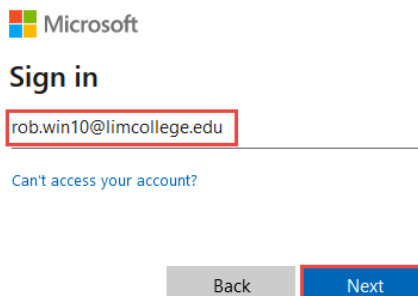 Microsoft
Sign in
rob.win10@limcollege.edu
Can't access your account?
Back Next